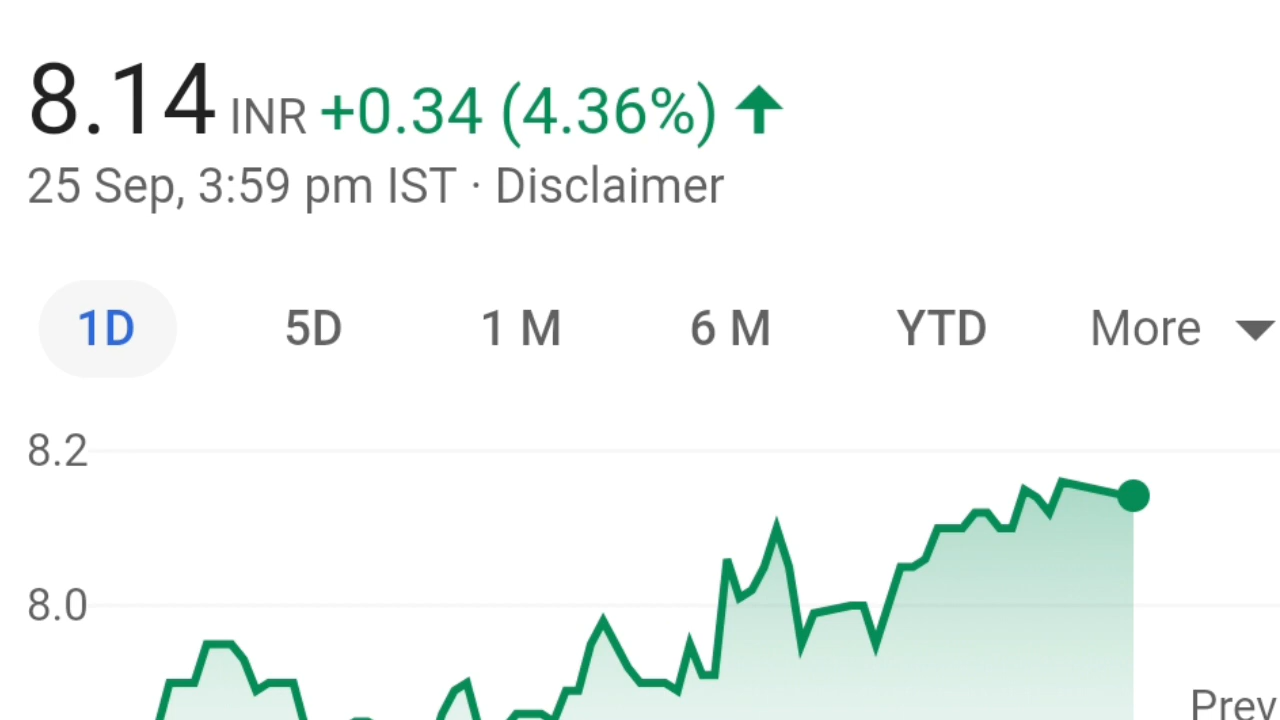 8.14 INR +0.34 (4.36%) ↑
25 Sep, 3:59 pm IST · Disclaimer
1D 5D 1 M 6 M YTD More
8.2
8.0
Prev